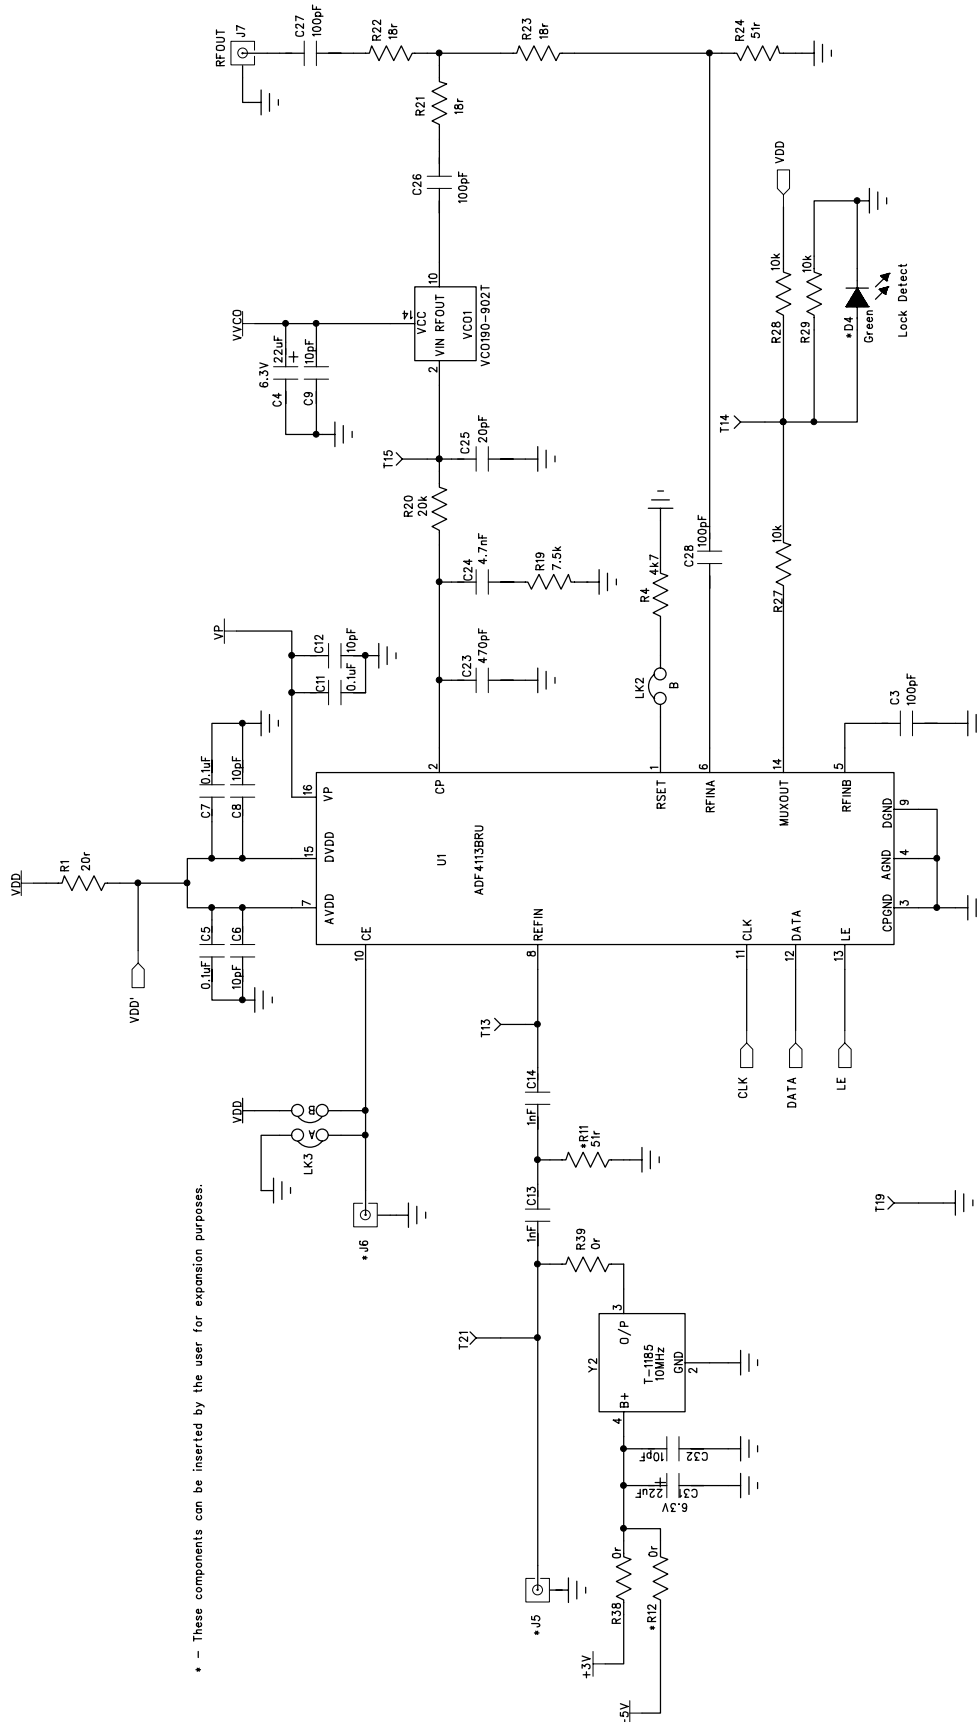 * - These components can be inserted by the user for expansion purposes.
VDD
R1
20r
VDD'
C5
0.1uF
C6
10pF
C7
0.1uF
C8
10pF
VP
C11
0.1uF
C12
10pF
VVCO
6.3V
22uF
+
C4
10pF
C9
RFOUT
J7
C27
100pF
R22
18r
R23
18r
R24
51r
R21
18r
C26
100pF
14
VCC
VIN RFOUT
2
10
VCO1
VCO190-902T
T15
C25
20pF
R20
20k
C24
4.7nF
R19
7.5k
C23
470pF
VDD
LK3
A
B
*J6
7
AVDD
15
DVDD
16
VP
10
CE
2
CP
U1
ADF4113BRU
8
REFIN
1
RSET
6
RFINA
14
MUXOUT
5
RFINB
11
CLK
12
DATA
13
LE
CPGND
3
AGND
4
DGND
9
LK2
B
R4
4k7
C28
100pF
R27
10k
T14
R28
10k
VDD
R29
10k
*D4
Green
Lock Detect
C3
100pF
CLK
DATA
LE
T13
C14
1nF
*R11
51r
C13
1nF
R39
0r
T21
*J5
Y2
O/P
3
T-1185
10MHz
B+
4
GND
2
C32
10pF
C31
22uF
+
6.3V
R38
0r
*R12
0r
+3V
T19